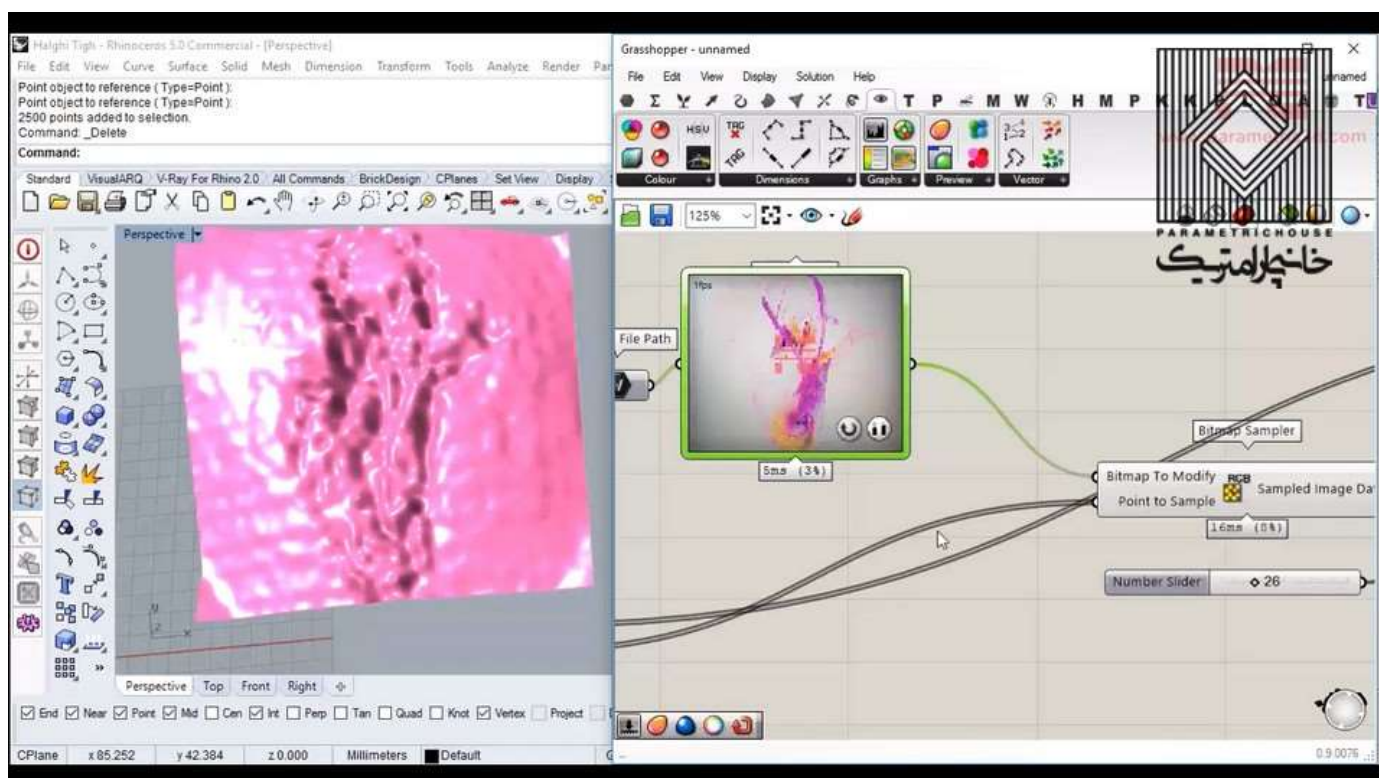 Halghi Tigh - Rhinoceros 5.0 Commercial - [Perspective]
File Edit View Curve Surface Solid Mesh Dimension Transform Tools Analyze Render
Point object to reference ( Type=Point ):
Point object to reference ( Type=Point ):
2500 points added to selection.
Command: _Delete
Command:
Standard VisualARQ V-Ray For Rhino 2.0 All Commands BrickDesign CPlanes Set View Display
Perspective
y
z x
Perspective Top Front Right
End Near Point Mid Cen Int Perp Tan Quad Knot Vertex Project
CPlane x 85.252 y 42.384 z 0.000 Millimeters Default
Grasshopper - unnamed
File Edit View Display Solution Help
unnamed
T P M W H M P K K
HSV TAG
TAG
Colour Dimensions Graphs Preview Vector
125%
PARAMETRICHOUSE
خانه پارامتریک
1fps
File Path
5ms (3%)
Bitmap Sampler
Bitmap To Modify RGB Sampled Image Da
Point to Sample
16ms (8%)
Number Slider 26
0.9.0076